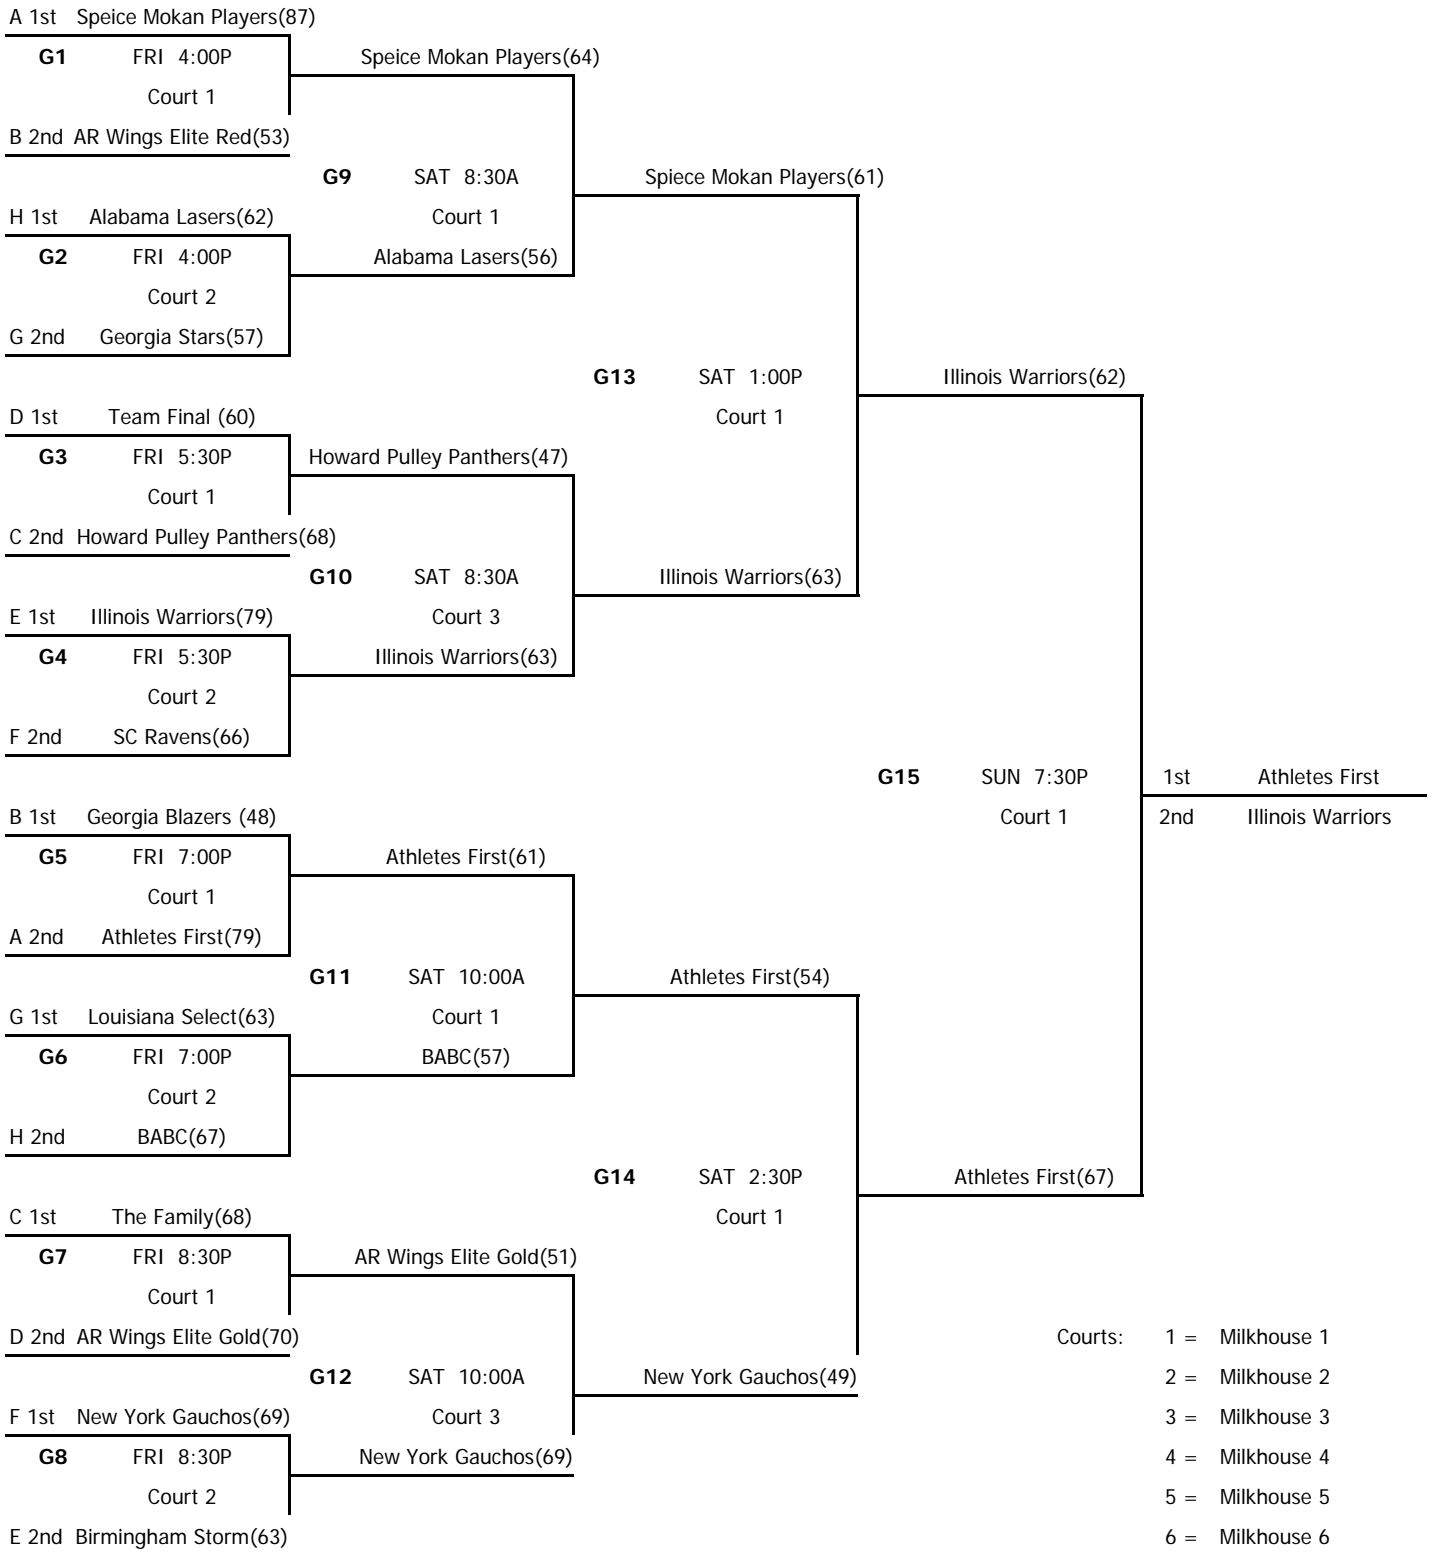 A 1st Speice Mokan Players(87)
G1 FRI 4:00P Speice Mokan Players(64)
Court 1
B 2nd AR Wings Elite Red(53)
G9 SAT 8:30A Spiece Mokan Players(61)
H 1st Alabama Lasers(62) Court 1
G2 FRI 4:00P Alabama Lasers(56)
Court 2
G 2nd Georgia Stars(57)
G13 SAT 1:00P Illinois Warriors(62)
D 1st Team Final (60) Court 1
G3 FRI 5:30P Howard Pulley Panthers(47)
Court 1
C 2nd Howard Pulley Panthers(68)
G10 SAT 8:30A Illinois Warriors(63)
E 1st Illinois Warriors(79) Court 3
G4 FRI 5:30P Illinois Warriors(63)
Court 2
F 2nd SC Ravens(66)
G15 SUN 7:30P 1st Athletes First
B 1st Georgia Blazers (48) Court 1 2nd Illinois Warriors
G5 FRI 7:00P Athletes First(61)
Court 1
A 2nd Athletes First(79)
G11 SAT 10:00A Athletes First(54)
G 1st Louisiana Select(63) Court 1
G6 FRI 7:00P BABC(57)
Court 2
H 2nd BABC(67)
G14 SAT 2:30P Athletes First(67)
C 1st The Family(68) Court 1
G7 FRI 8:30P AR Wings Elite Gold(51)
Court 1
D 2nd AR Wings Elite Gold(70) Courts: 1 = Milkhouse 1
G12 SAT 10:00A New York Gauchos(49) 2 = Milkhouse 2
F 1st New York Gauchos(69) Court 3 3 = Milkhouse 3
G8 FRI 8:30P New York Gauchos(69) 4 = Milkhouse 4
Court 2 5 = Milkhouse 5
E 2nd Birmingham Storm(63) 6 = Milkhouse 6